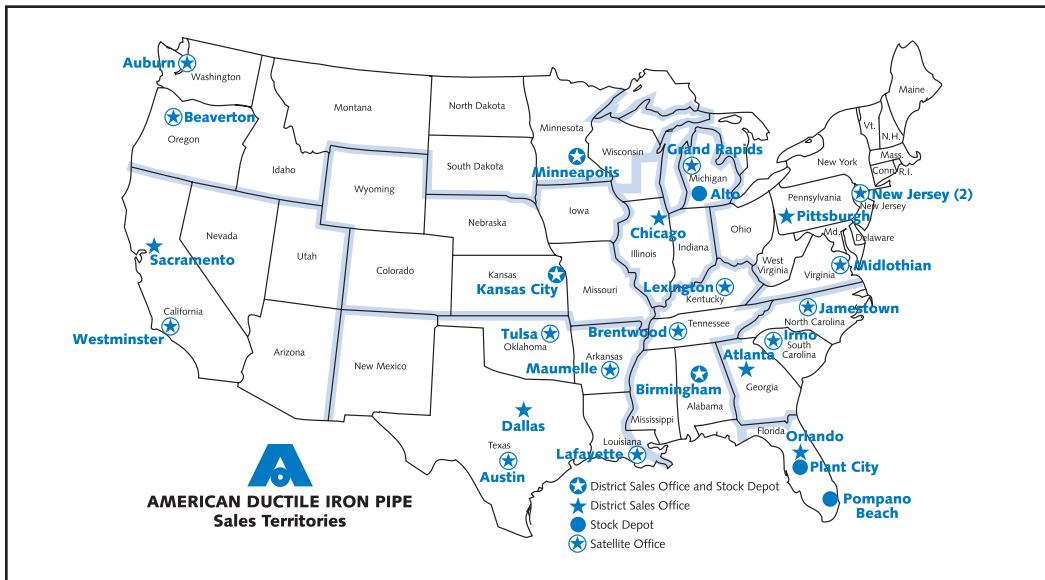 Auburn
Washington
Beaverton
Oregon
Montana
North Dakota
Minnesota
Minneapolis
Wisconsin
Grand Rapids
Michigan
Alto
Maine
Vt.
N.H.
Mass.
Conn.
R.I.
New York
Idaho
Wyoming
South Dakota
Iowa
Nebraska
Chicago
Illinois
Indiana
Ohio
Pennsylvania
Pittsburgh
New Jersey (2)
New Jersey
Md.
Delaware
West
Virginia
Virginia
Midlothian
Sacramento
Nevada
Utah
Colorado
Kansas
Kansas City
Missouri
Lexington
Kentucky
California
Westminster
Arizona
New Mexico
Tulsa
Oklahoma
Arkansas
Maumelle
Brentwood
Tennessee
Jamestown
North Carolina
Irmo
South
Carolina
Atlanta
Georgia
Birmingham
Alabama
Mississippi
Dallas
Texas
Austin
Louisiana
Lafayette
Florida
Orlando
Plant City
Pompano
Beach
AMERICAN DUCTILE IRON PIPE
Sales Territories
District Sales Office and Stock Depot
District Sales Office
Stock Depot
Satellite Office